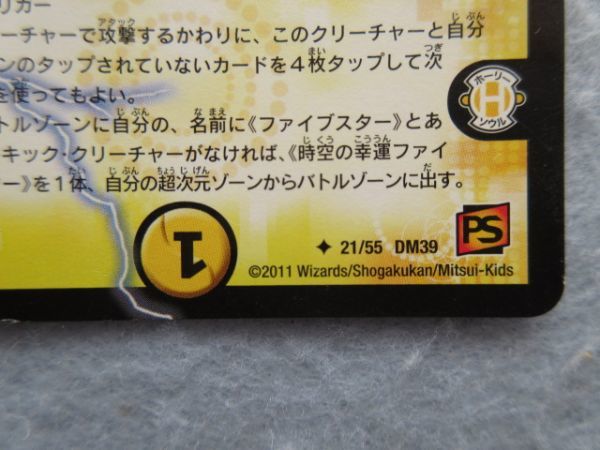 リカー
ーチャーで攻撃するかわりに、このクリーチャーと自分
ンのタップされていないカードを4枚タップして次
を使ってもよい。
トルゾーンに自分の、名前に《ファイブスター》とあ
キック・クリーチャーがなければ、《時空の幸運ファイ
ー》を1体、自分の超次元ゾーンからバトルゾーンに出す。
ホーリー
H
ソウル
1
21/55 DM39
PS
©2011 Wizards/Shogakukan/Mitsui-Kids